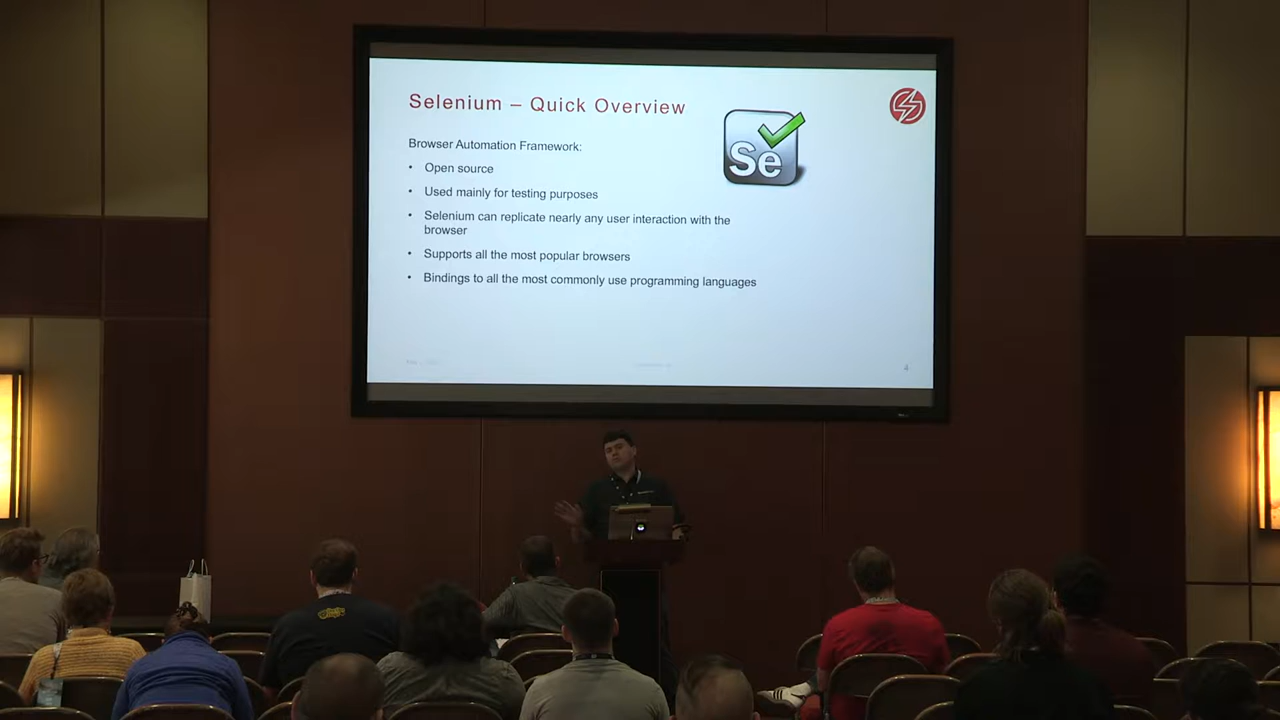 Selenium – Quick Overview
Se
Browser Automation Framework:
• Open source
• Used mainly for testing purposes
• Selenium can replicate nearly any user interaction with the
browser
• Supports all the most popular browsers
• Bindings to all the most commonly use programming languages
4